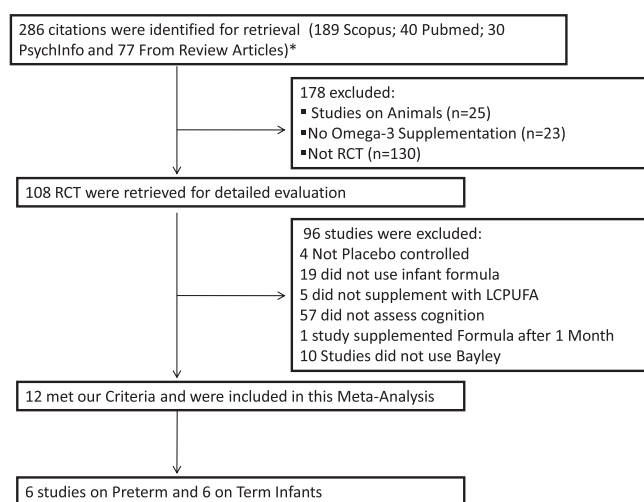 286 citations were identified for retrieval  (189 Scopus; 40 Pubmed; 30
PsychInfo and 77 From Review Articles)*
178 excluded:
▪ Studies on Animals (n=25)
▪No Omega-3 Supplementation (n=23)
▪Not RCT (n=130)
108 RCT were retrieved for detailed evaluation
96 studies were excluded:
4 Not Placebo controlled
19 did not use infant formula
5 did not supplement with LCPUFA
57 did not assess cognition
1 study supplemented Formula after 1 Month
10 Studies did not use Bayley
12 met our Criteria and were included in this Meta-Analysis
6 studies on Preterm and 6 on Term Infants